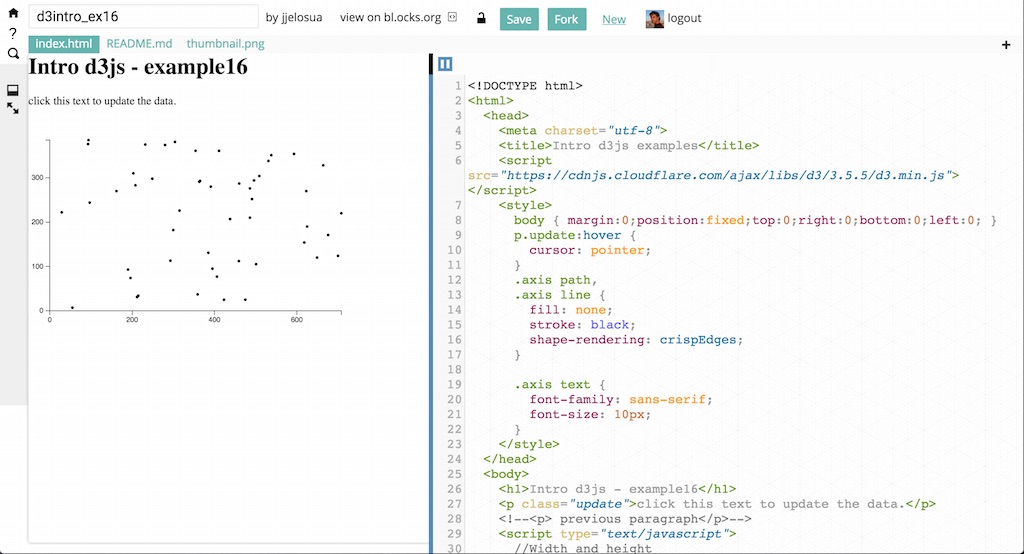 d3intro_ex16 by jjelosua view on bl.ocks.org Save Fork New logout
index.html README.md thumbnail.png
Intro d3js - example16
click this text to update the data.
300
200
100
0
0 200 400 600
1 <!DOCTYPE html>
2 <html>
3 <head>
4 <meta charset="utf-8">
5 <title>Intro d3js examples</title>
6 <script
src="https://cdnjs.cloudflare.com/ajax/libs/d3/3.5.5/d3.min.js">
</script>
7 <style>
8 body { margin:0;position:fixed;top:0;right:0;bottom:0;left:0; }
9 p.update:hover {
10 cursor: pointer;
11 }
12 .axis path,
13 .axis line {
14 fill: none;
15 stroke: black;
16 shape-rendering: crispEdges;
17 }
18
19 .axis text {
20 font-family: sans-serif;
21 font-size: 10px;
22 }
23 </style>
24 </head>
25 <body>
26 <h1>Intro d3js - example16</h1>
27 <p class="update">click this text to update the data.</p>
28 <!--<p> previous paragraph</p>-->
29 <script type="text/javascript">
30 //Width and height